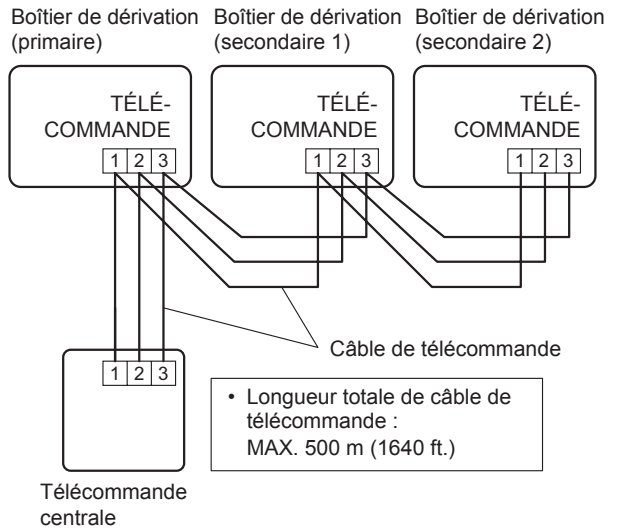 Boîtier de dérivation
(primaire)
Boîtier de dérivation
(secondaire 1)
Boîtier de dérivation
(secondaire 2)
TÉLÉ-
COMMANDE
1 2 3
TÉLÉ-
COMMANDE
1 2 3
TÉLÉ-
COMMANDE
1 2 3
Câble de télécommande
1 2 3
• Longueur totale de câble de
télécommande :
MAX. 500 m (1640 ft.)
Télécommande
centrale